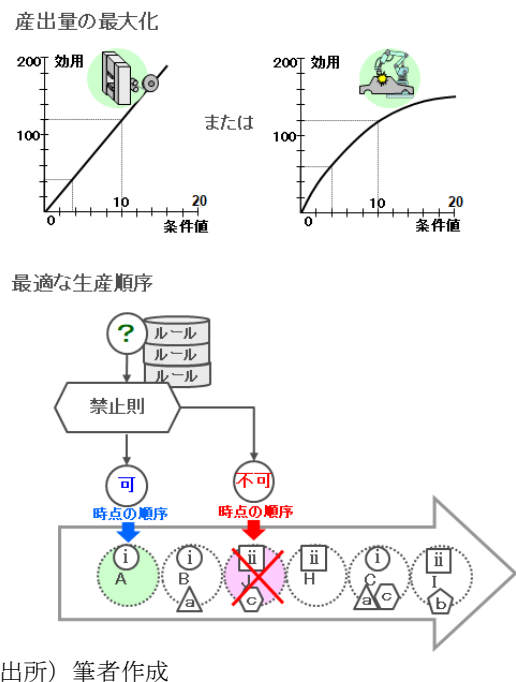 産出量の最大化
200 効用
100
0 10 20
条件値
または
200 効用
100
0 10 20
条件値
最適な生産順序
?
ルール
ルール
ルール
禁止則
可 不可
時点の順序 時点の順序
i i ii ii i ii
A B J H C I
a c a c b
出所）筆者作成